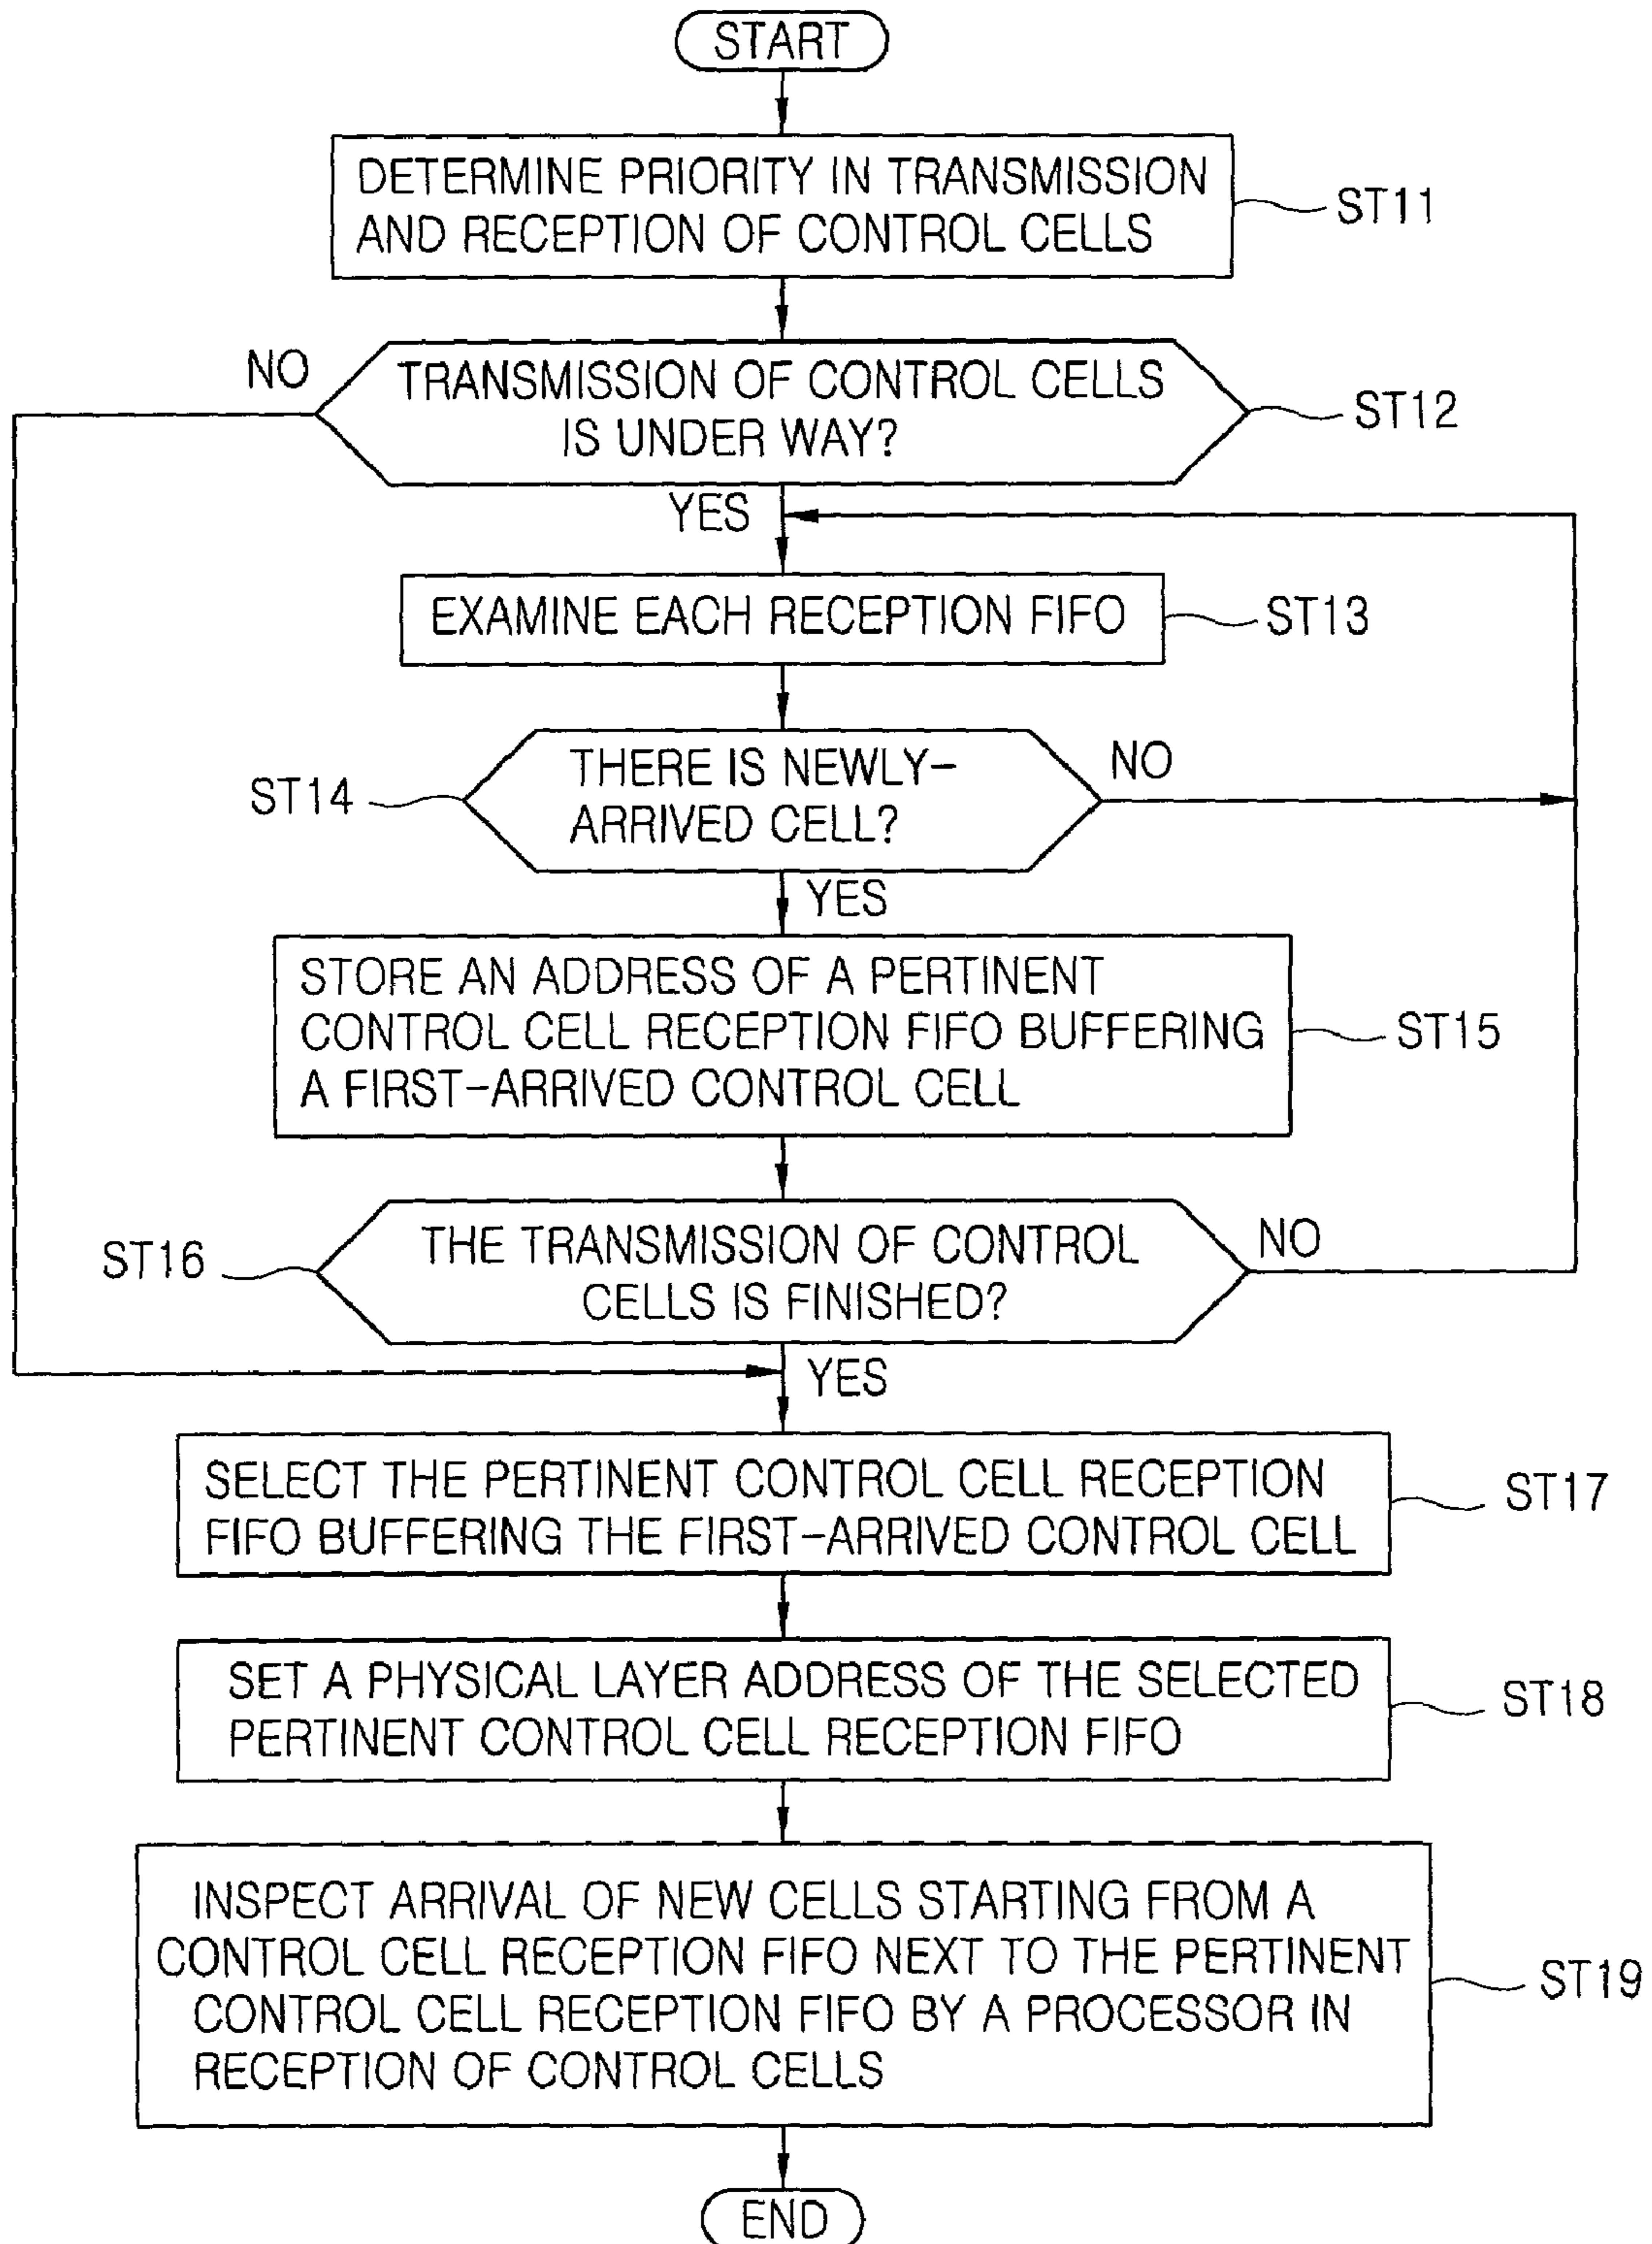 START
DETERMINE PRIORITY IN TRANSMISSION
AND RECEPTION OF CONTROL CELLS
ST11
NO
TRANSMISSION OF CONTROL CELLS
IS UNDER WAY?
ST12
YES
EXAMINE EACH RECEPTION FIFO
ST13
THERE IS NEWLY-
ARRIVED CELL?
NO
ST14
YES
STORE AN ADDRESS OF A PERTINENT
CONTROL CELL RECEPTION FIFO BUFFERING
A FIRST-ARRIVED CONTROL CELL
ST15
THE TRANSMISSION OF CONTROL
CELLS IS FINISHED?
NO
ST16
YES
SELECT THE PERTINENT CONTROL CELL RECEPTION
FIFO BUFFERING THE FIRST-ARRIVED CONTROL CELL
ST17
SET A PHYSICAL LAYER ADDRESS OF THE SELECTED
PERTINENT CONTROL CELL RECEPTION FIFO
ST18
INSPECT ARRIVAL OF NEW CELLS STARTING FROM A
CONTROL CELL RECEPTION FIFO NEXT TO THE PERTINENT
CONTROL CELL RECEPTION FIFO BY A PROCESSOR IN
RECEPTION OF CONTROL CELLS
ST19
END